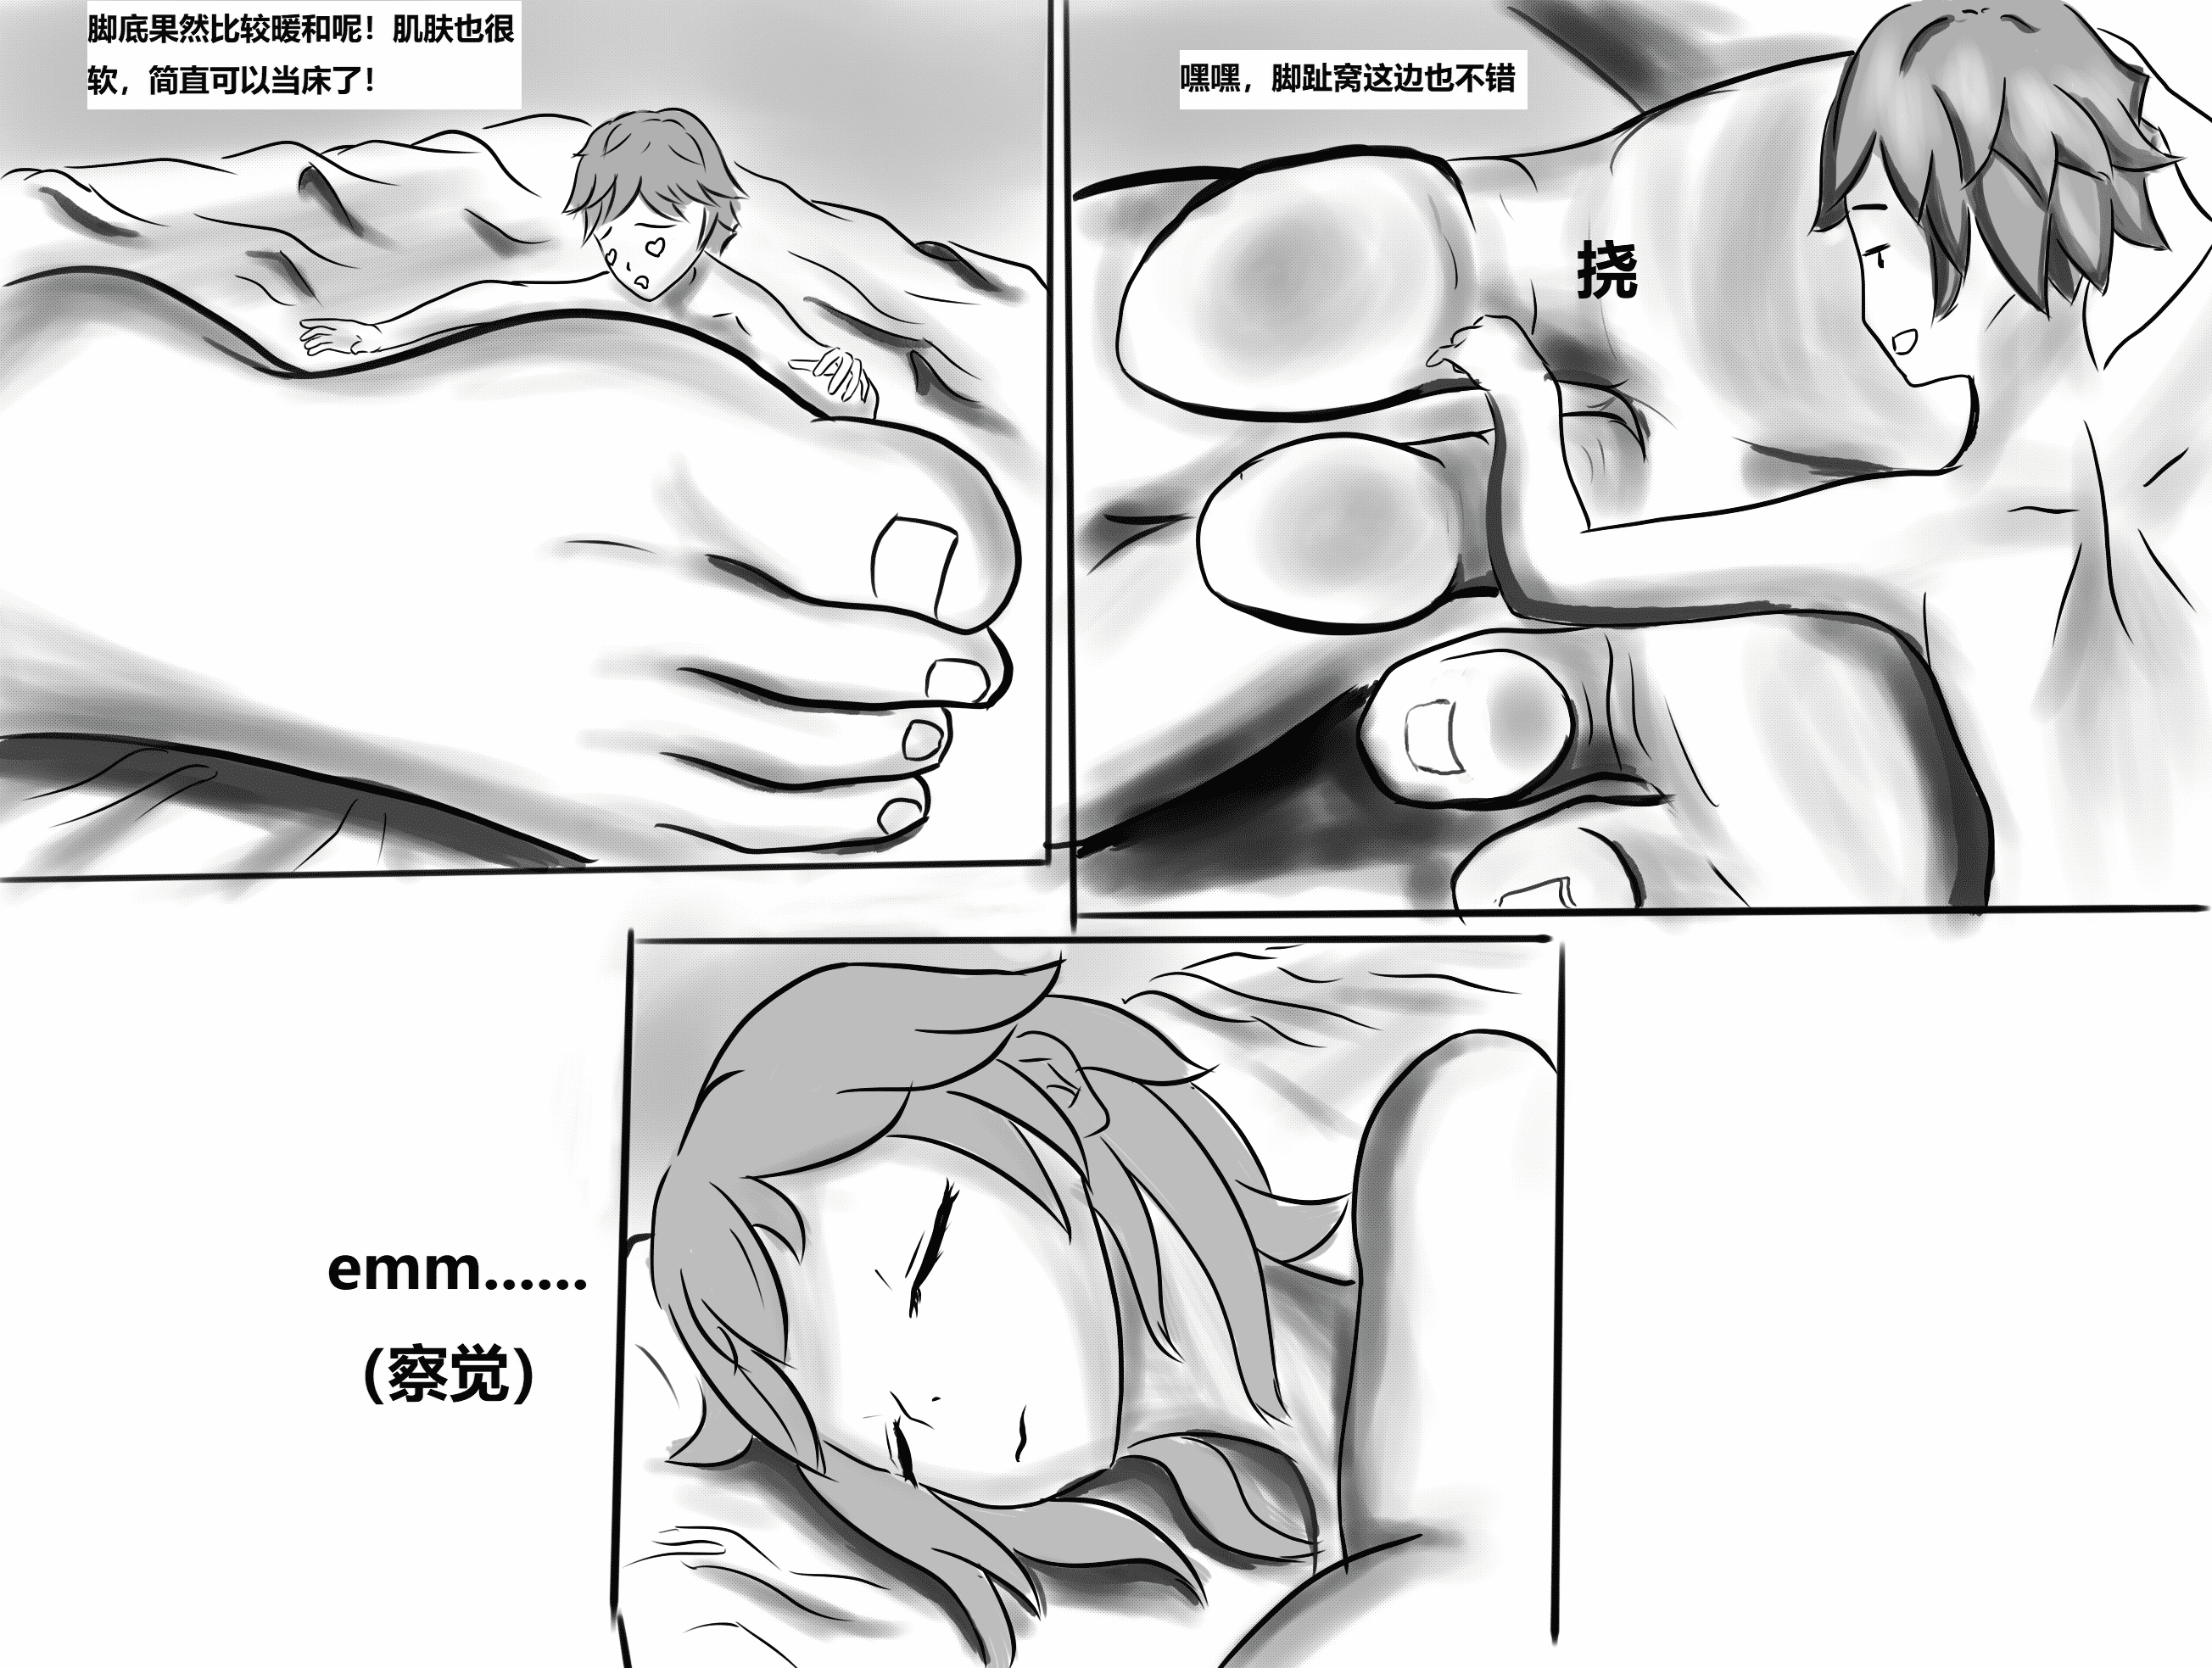 脚底果然比较暖和呢！肌肤也很
软，简直可以当床了！
嘿嘿，脚趾窝这边也不错
挠
emm......
（察觉）